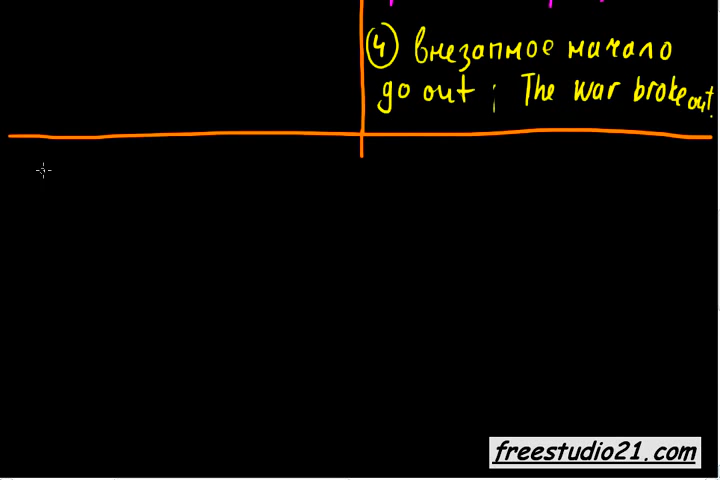 ④ внезапное начало
go out ; The war broke out.
freestudio21.com